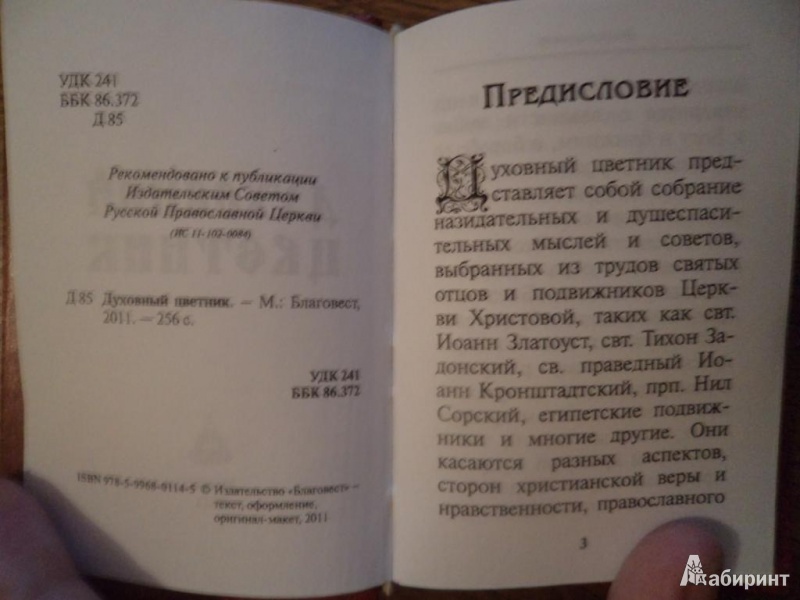 УДК 241
ББК 86.372
Д 85
Рекомендовано к публикации
Издательским Советом
Русской Православной Церкви
(ИС 11-102-0084)
Д 85 Духовный цветник. — М.: Благовест,
2011. — 256 с.
УДК 241
ББК 86.372
ISBN 978-5-9968-0114-5 © Издательство «Благовест» —
текст, оформление,
оригинал-макет, 2011
Предисловие
Духовный цветник пред-
ставляет собой собрание
назидательных и душеспаси-
тельных мыслей и советов,
выбранных из трудов святых
отцов и подвижников Церк-
ви Христовой, таких как свт.
Иоанн Златоуст, свт. Тихон За-
донский, св. праведный Ио-
анн Кронштадтский, прп. Нил
Сорский, египетские подвиж-
ники и многие другие. Они
касаются разных аспектов,
сторон христианской веры и
нравственности, православного
3
Лабиринт